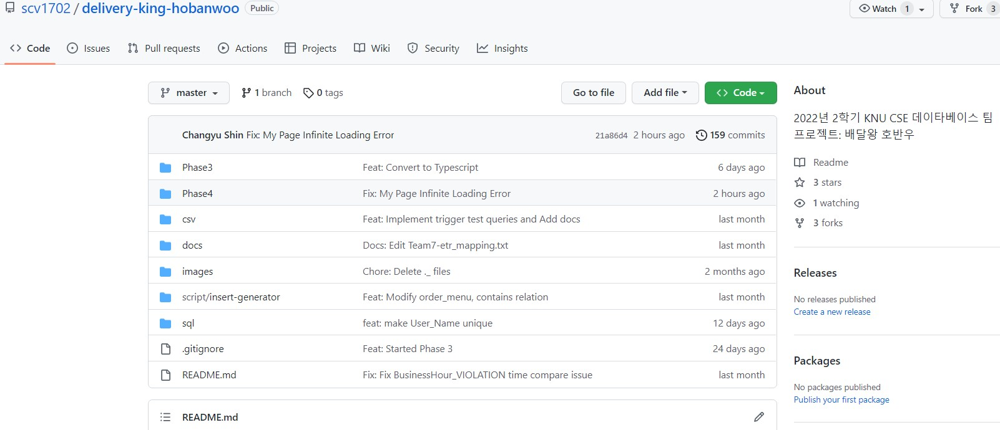 scv1702 / delivery-king-hobanwoo Public Watch 1 Fork 3
Code Issues Pull requests Actions Projects Wiki Security Insights
master 1 branch 0 tags Go to file Add file Code
Changyu Shin Fix: My Page Infinite Loading Error 21a86d4 2 hours ago 159 commits
Phase3 Feat: Convert to Typescript 6 days ago
Phase4 Fix: My Page Infinite Loading Error 2 hours ago
csv Feat: Implement trigger test queries and Add docs last month
docs Docs: Edit Team7-etr_mapping.txt last month
images Chore: Delete ._ files 2 months ago
script/insert-generator Feat: Modify order_menu, contains relation last month
sql feat: make User_Name unique 12 days ago
.gitignore Feat: Started Phase 3 24 days ago
README.md Fix: Fix BusinessHour_VIOLATION time compare issue last month
README.md
About
2022년 2학기 KNU CSE 데이타베이스 팀
프로젝트: 배달왕 호반우
Readme
3 stars
1 watching
3 forks
Releases
No releases published
Create a new release
Packages
No packages published
Publish your first package